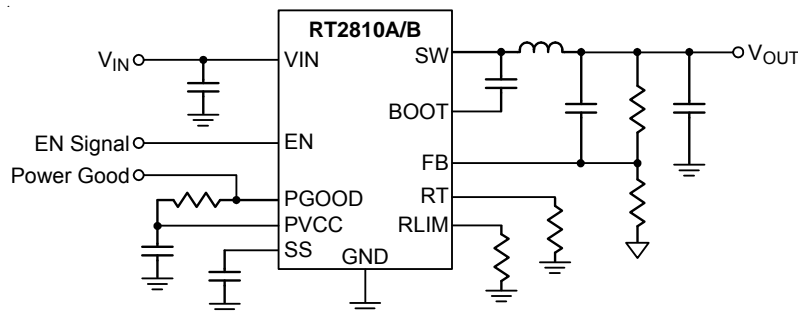 RT2810A/B
VIN
VIN
SW
VOUT
BOOT
EN Signal
EN
Power Good
FB
PGOOD
RT
PVCC
RLIM
SS
GND